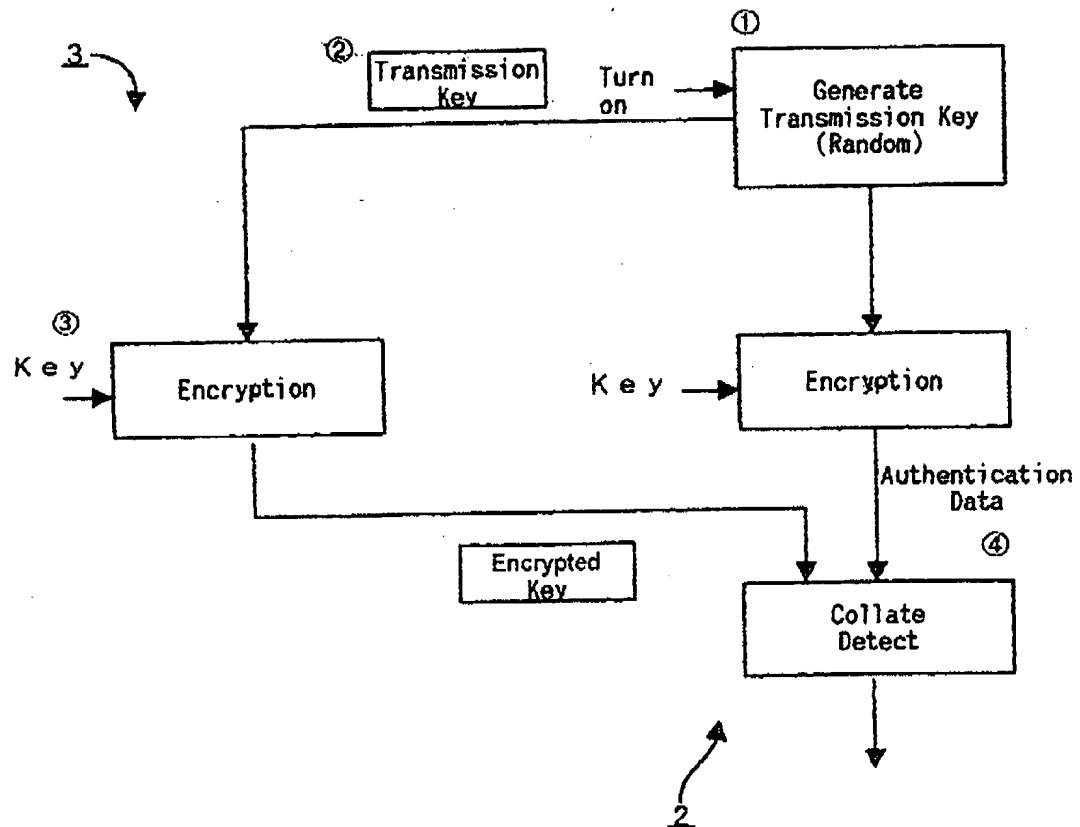 ①
3
②
Transmission
Key
Turn
on
Generate
Transmission Key
(Random)
③
Key
Encryption
Key
Encryption
Authentication
Data
④
Encrypted
Key
Collate
Detect
2